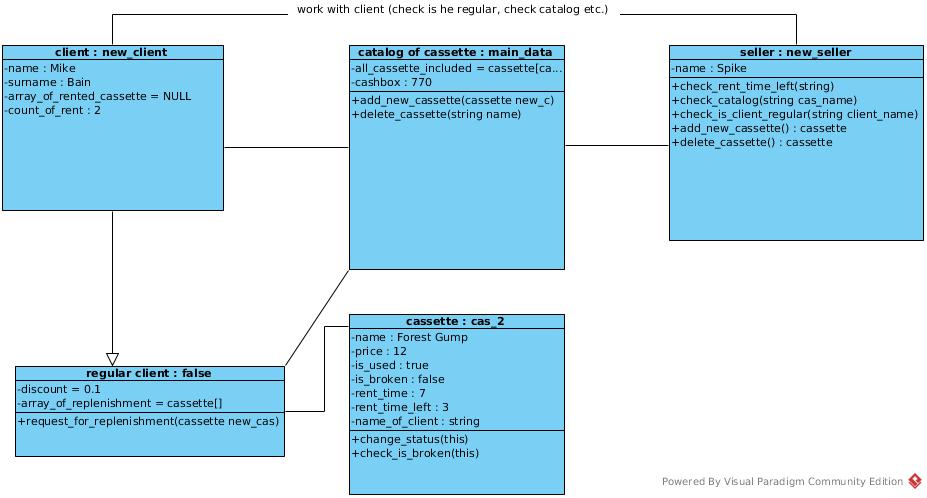 work with client (check is he regular, check catalog etc.)
client : new_client
-name : Mike
-surname : Bain
-array_of_rented_cassette = NULL
-count_of_rent : 2
catalog of cassette : main_data
-all_cassette_included = cassette[ca...
-cashbox : 770
+add_new_cassette(cassette new_c)
+delete_cassette(string name)
seller : new_seller
-name : Spike
+check_rent_time_left(string)
+check_catalog(string cas_name)
+check_is_client_regular(string client_name)
+add_new_cassette() : cassette
+delete_cassette() : cassette
regular client : false
-discount = 0.1
-array_of_replenishment = cassette[]
+request_for_replenishment(cassette new_cas)
cassette : cas_2
-name : Forest Gump
-price : 12
-is_used : true
-is_broken : false
-rent_time : 7
-rent_time_left : 3
-name_of_client : string
+change_status(this)
+check_is_broken(this)
Powered By Visual Paradigm Community Edition